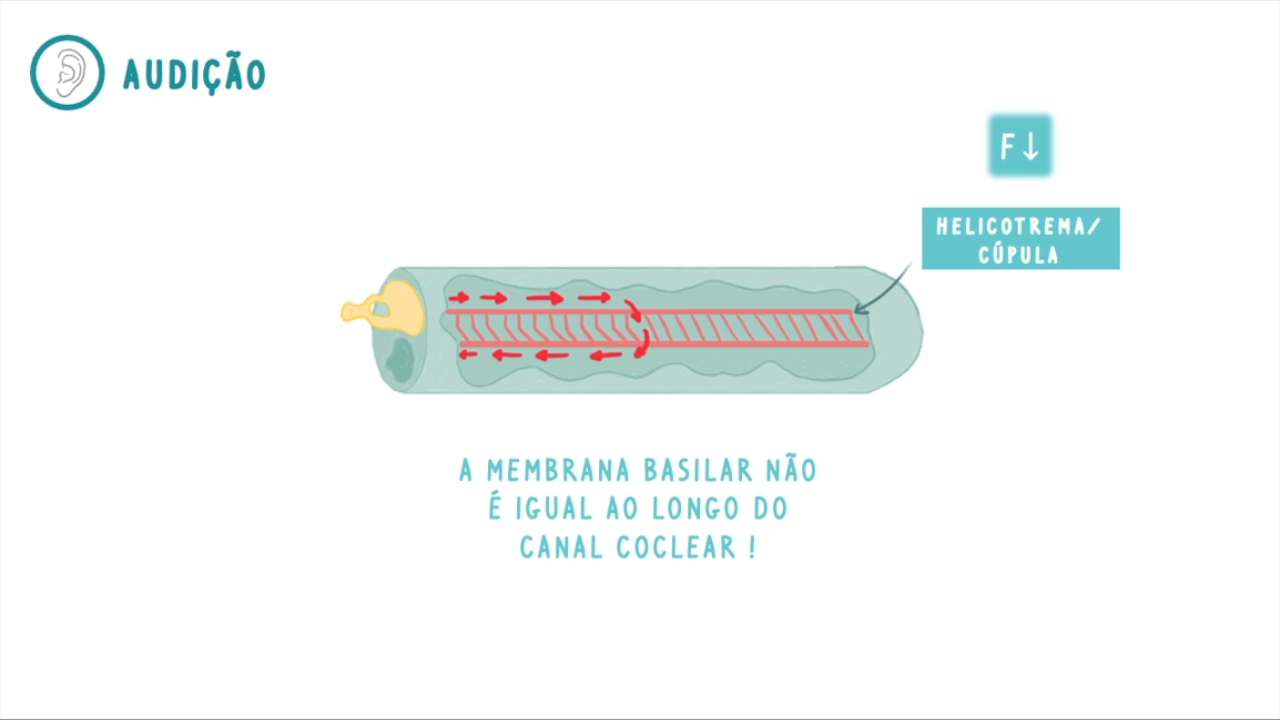 AUDIÇÃO
F↓
HELICOTREMA/
CÚPULA
A MEMBRANA BASILAR NÃO
É IGUAL AO LONGO DO
CANAL COCLEAR !